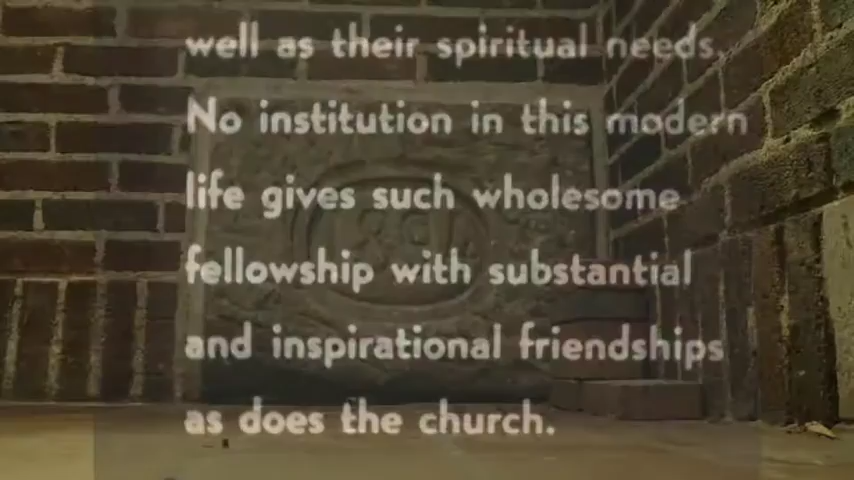 well as their spiritual needs.
No institution in this modern
life gives such wholesome
fellowship with substantial
and inspirational friendships
as does the church.